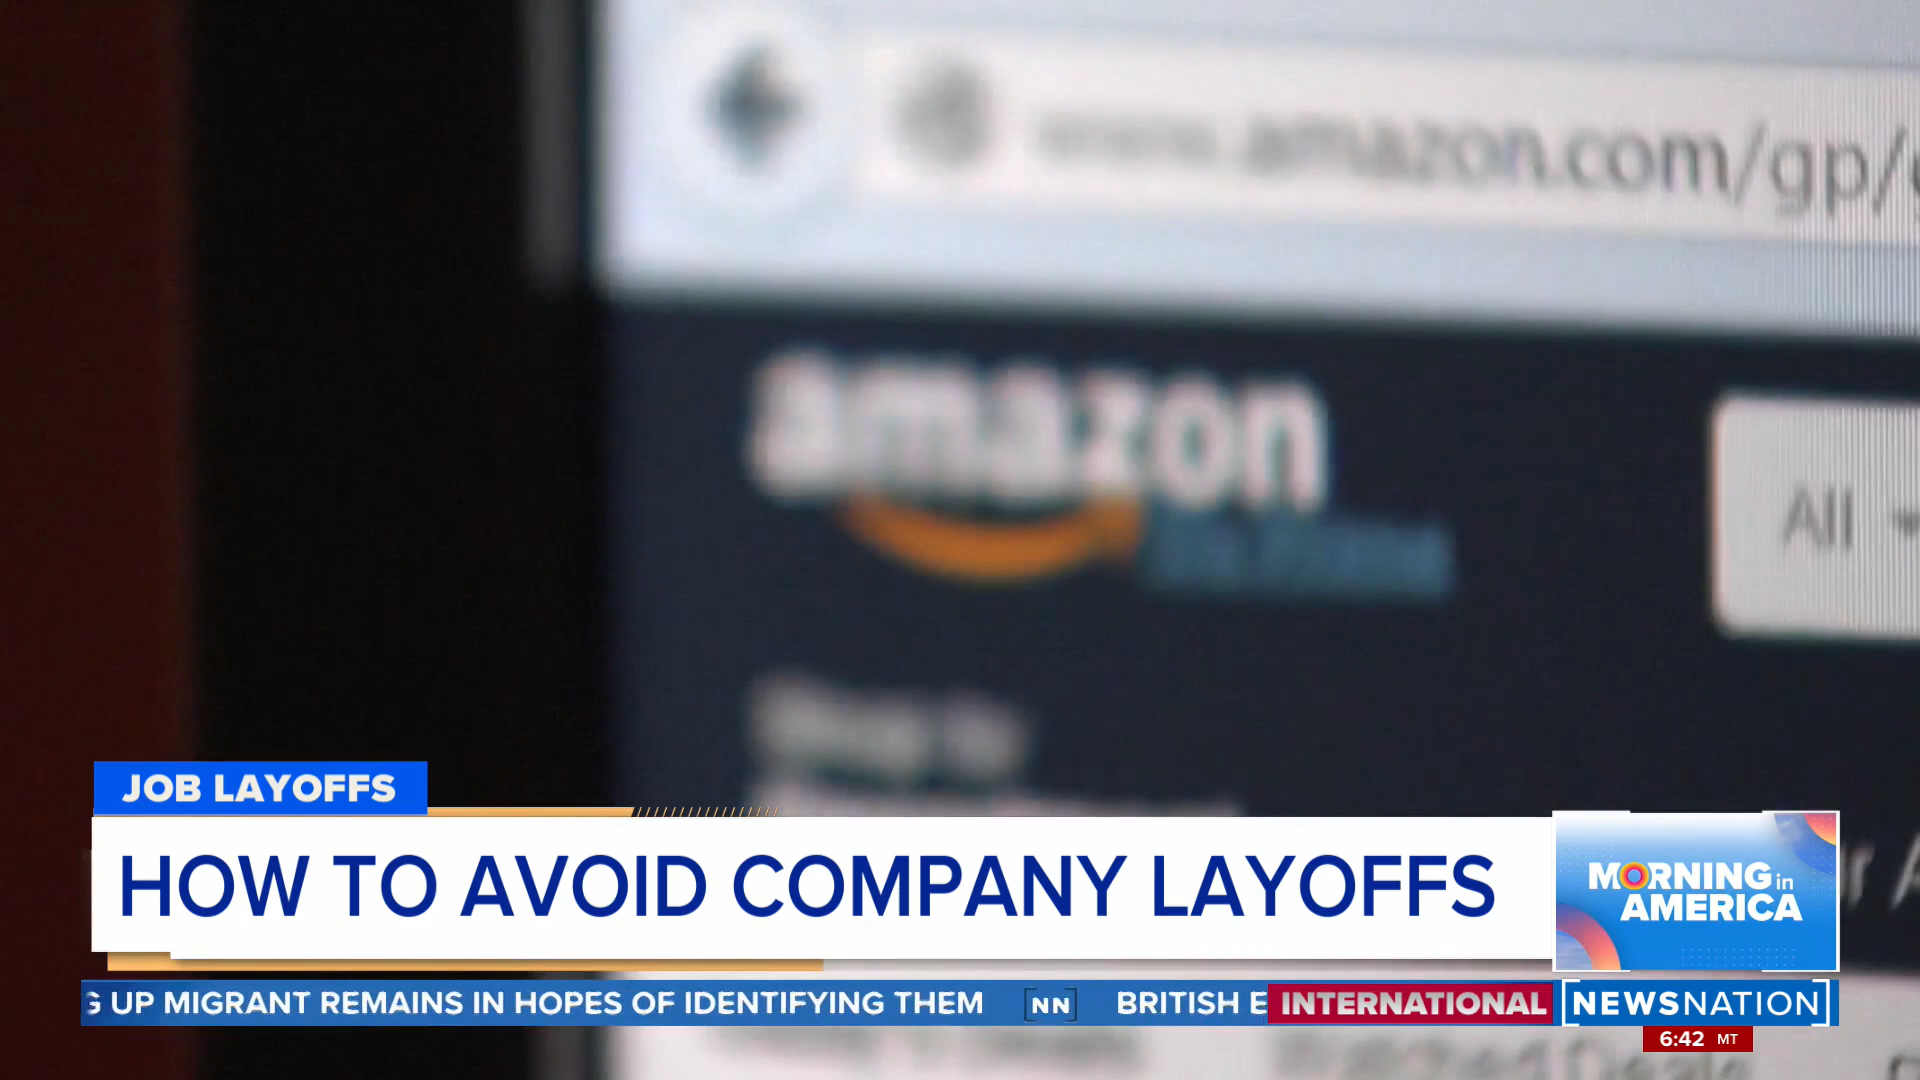 www.amazon.com/gp/
amazon
All
JOB LAYOFFS
HOW TO AVOID COMPANY LAYOFFS
MORNING in
AMERICA
G UP MIGRANT REMAINS IN HOPES OF IDENTIFYING THEM [NN] BRITISH E INTERNATIONAL [NEWSNATION]
6:42 MT